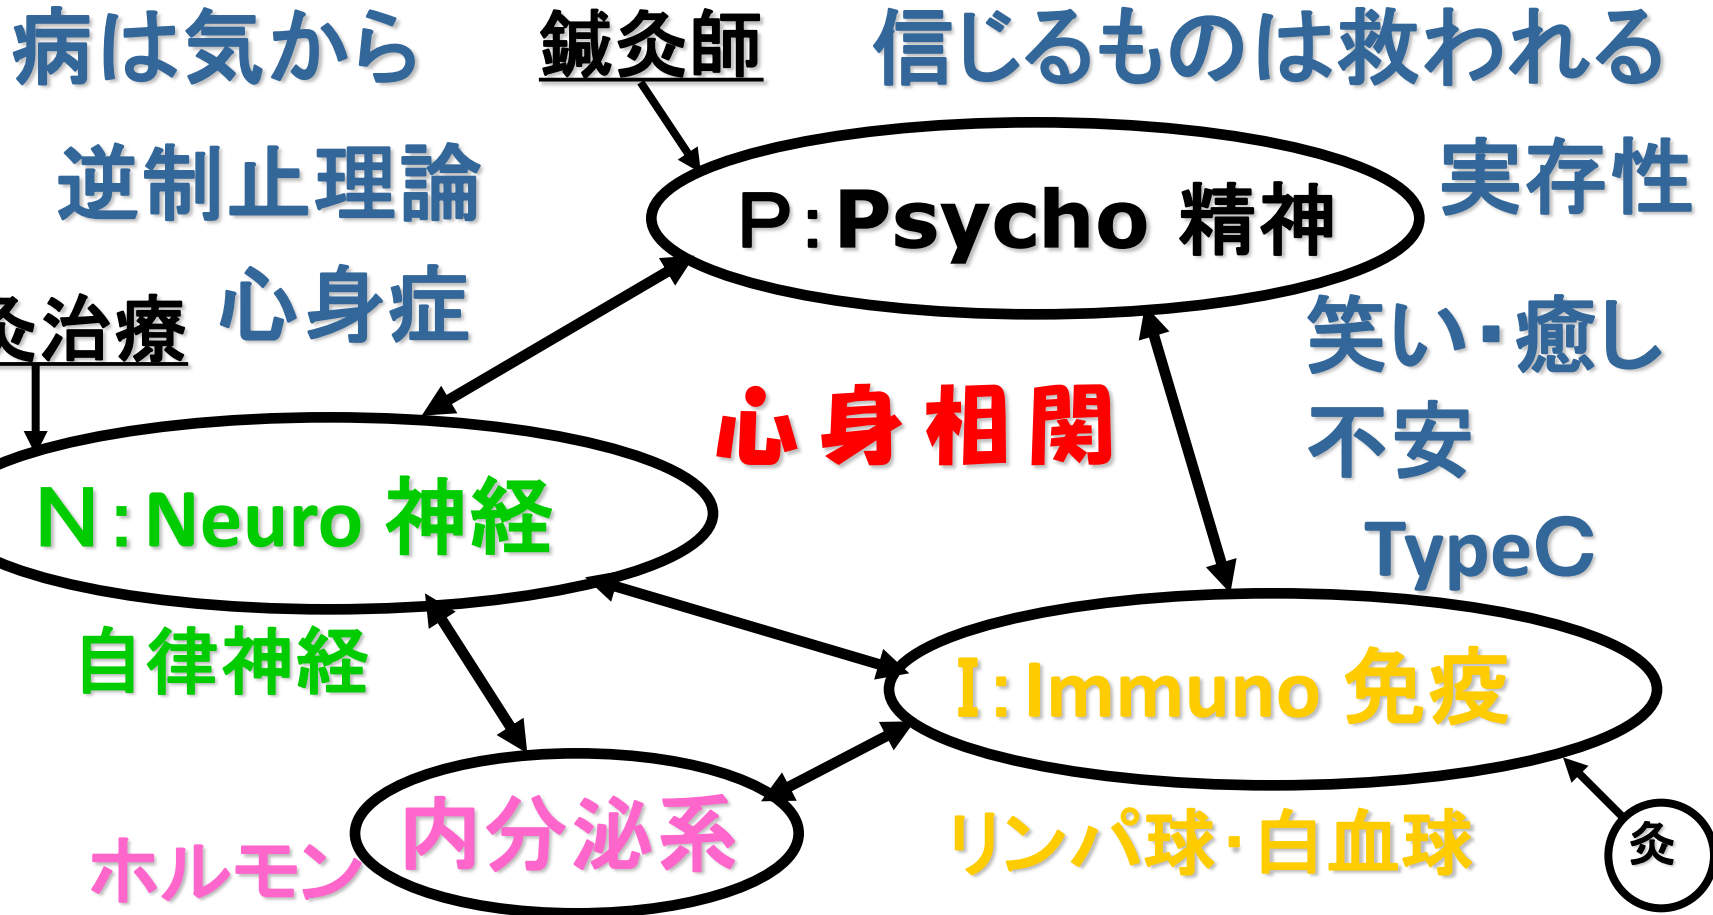 病は気から
鍼灸師
信じるものは救われる
逆制止理論
実存性
P:Psycho 精神
心身症
灸治療
笑い・癒し
心身相関
不安
N:Neuro 神経
TypeC
自律神経
I:Immuno 免疫
内分泌系
リンパ球・白血球
灸
ホルモン